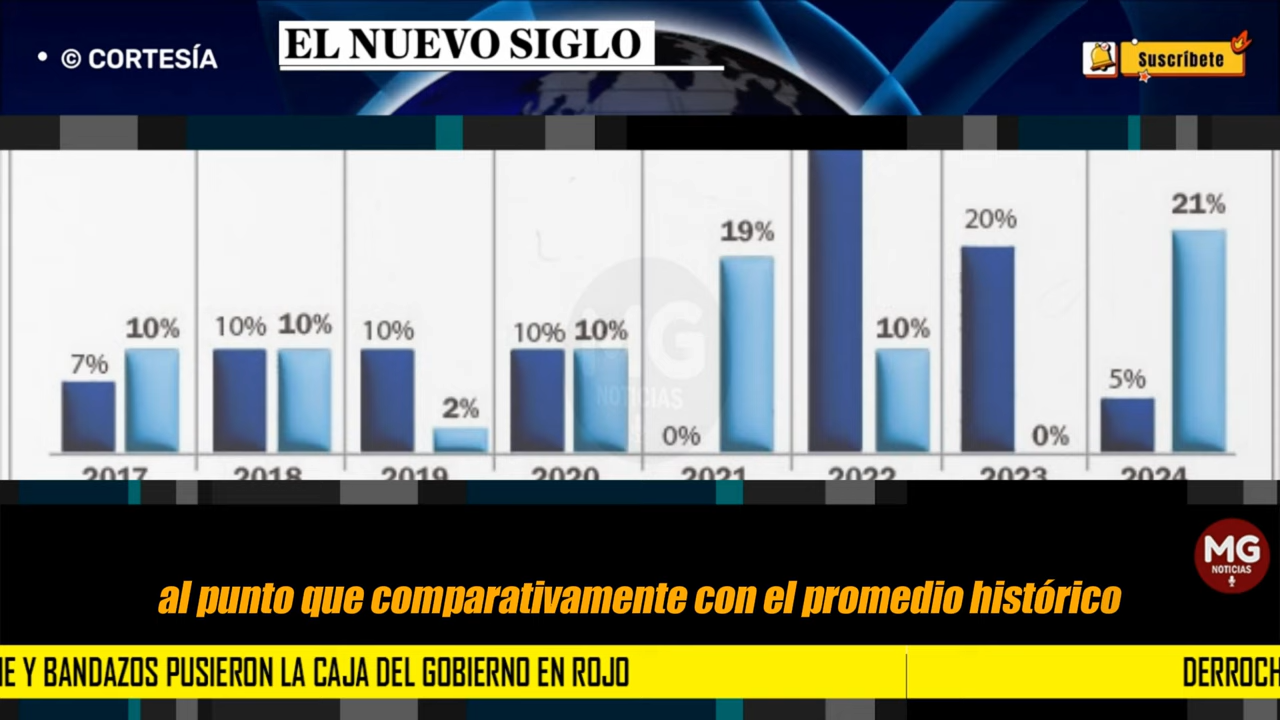 • © CORTESÍA
EL NUEVO SIGLO
Suscríbete
7% 10% 10% 10% 10% 2% 10% 10% 0% 19% 10% 20% 0% 5% 21%
2017 2018 2019 2020 2021 2022 2023 2024
MG
NOTICIAS
MG
NOTICIAS
al punto que comparativamente con el promedio histórico
E Y BANDAZOS PUSIERON LA CAJA DEL GOBIERNO EN ROJO DERROCH